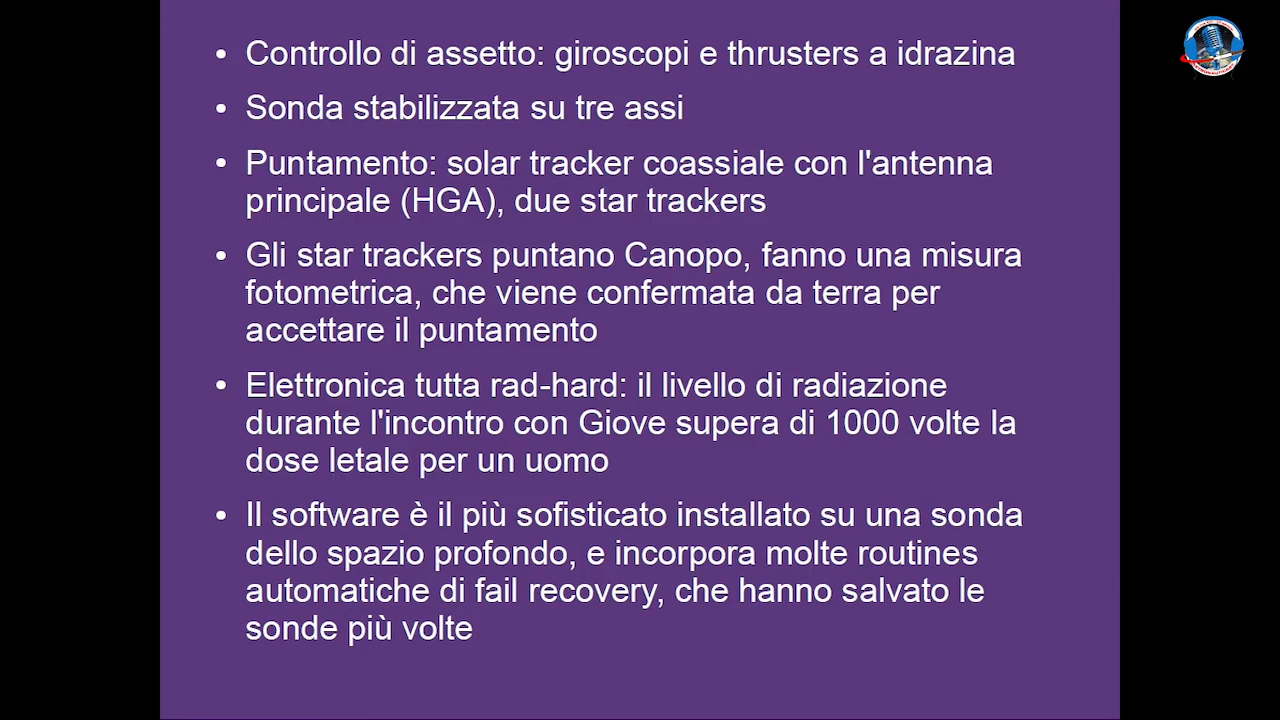 • Controllo di assetto: giroscopi e thrusters a idrazina
• Sonda stabilizzata su tre assi
• Puntamento: solar tracker coassiale con l'antenna
principale (HGA), due star trackers
• Gli star trackers puntano Canopo, fanno una misura
fotometrica, che viene confermata da terra per
accettare il puntamento
• Elettronica tutta rad-hard: il livello di radiazione
durante l'incontro con Giove supera di 1000 volte la
dose letale per un uomo
• Il software è il più sofisticato installato su una sonda
dello spazio profondo, e incorpora molte routines
automatiche di fail recovery, che hanno salvato le
sonde più volte